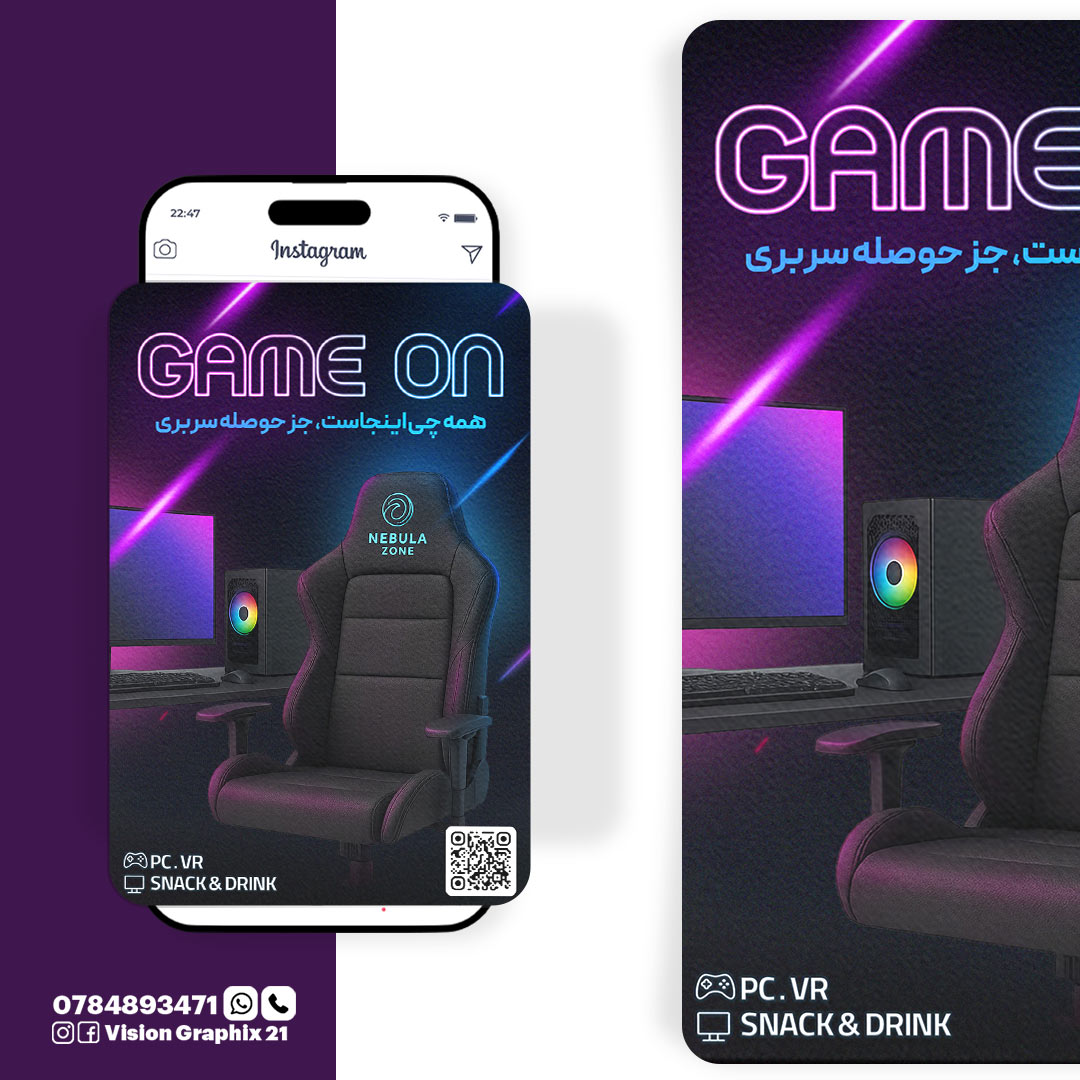 22:47
Instagram
GAME ON
همه چی اینجاست، جز حوصله سربری
NEBULA
ZONE
PC . VR
SNACK & DRINK
0784893471
Vision Graphix 21
GAME
ست، جز حوصله سربری
PC . VR
SNACK & DRINK